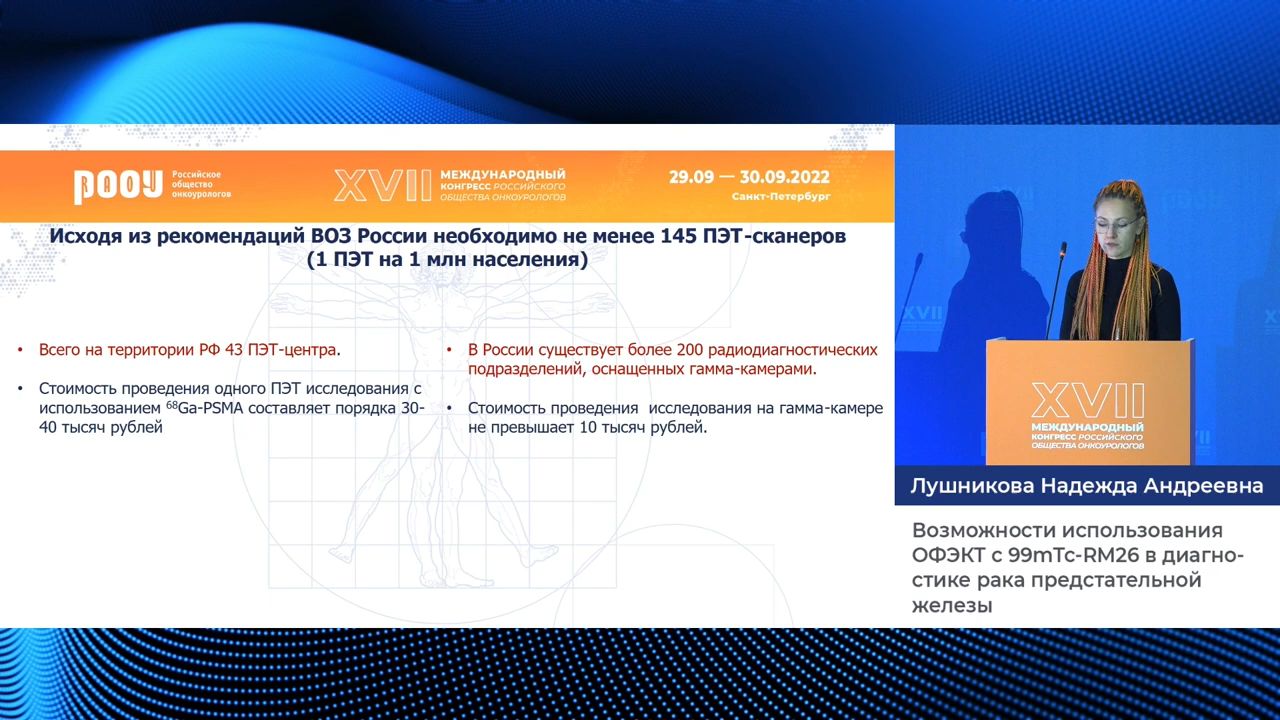 РООУ
Российское
общество
онкоурологов
XVII
МЕЖДУНАРОДНЫЙ
КОНГРЕСС РОССИЙСКОГО
ОБЩЕСТВА ОНКОУРОЛОГОВ
29.09 — 30.09.2022
Санкт-Петербург
Исходя из рекомендаций ВОЗ России необходимо не менее 145 ПЭТ-сканеров
(1 ПЭТ на 1 млн населения)
• Всего на территории РФ 43 ПЭТ-центра.
• Стоимость проведения одного ПЭТ исследования с
использованием ⁶⁸Ga-PSMA составляет порядка 30-
40 тысяч рублей
• В России существует более 200 радиодиагностических
подразделений, оснащенных гамма-камерами.
• Стоимость проведения исследования на гамма-камере
не превышает 10 тысяч рублей.
XVII
XVII
МЕЖДУНАРОДНЫЙ
КОНГРЕСС РОССИЙСКОГО
ОБЩЕСТВА ОНКОУРОЛОГОВ
Лушникова Надежда Андреевна
Возможности использования
ОФЭКТ с 99mTc-RM26 в диагно-
стике рака предстательной
железы